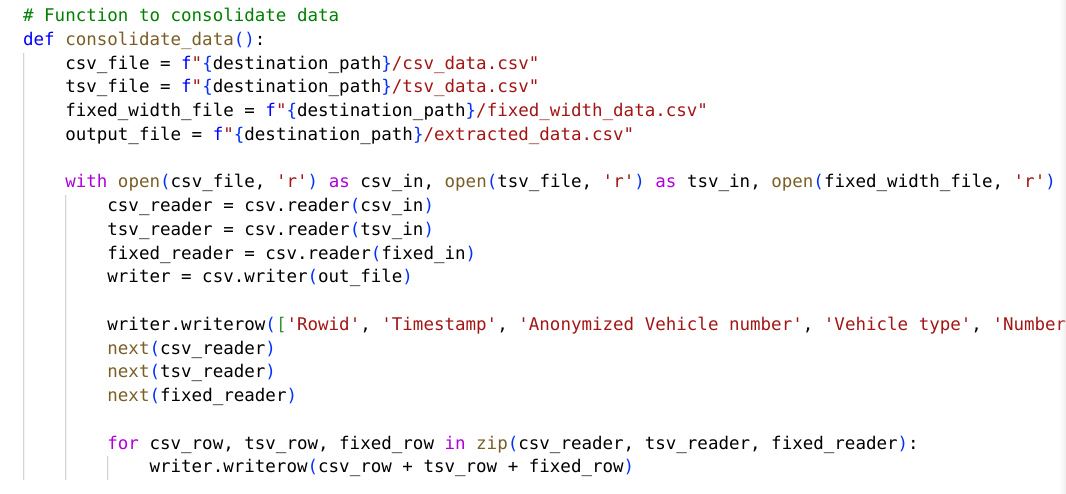 # Function to consolidate data
def consolidate_data():
    csv_file = f"{destination_path}/csv_data.csv"
    tsv_file = f"{destination_path}/tsv_data.csv"
    fixed_width_file = f"{destination_path}/fixed_width_data.csv"
    output_file = f"{destination_path}/extracted_data.csv"

    with open(csv_file, 'r') as csv_in, open(tsv_file, 'r') as tsv_in, open(fixed_width_file, 'r')
        csv_reader = csv.reader(csv_in)
        tsv_reader = csv.reader(tsv_in)
        fixed_reader = csv.reader(fixed_in)
        writer = csv.writer(out_file)

        writer.writerow(['Rowid', 'Timestamp', 'Anonymized Vehicle number', 'Vehicle type', 'Number
        next(csv_reader)
        next(tsv_reader)
        next(fixed_reader)

        for csv_row, tsv_row, fixed_row in zip(csv_reader, tsv_reader, fixed_reader):
            writer.writerow(csv_row + tsv_row + fixed_row)